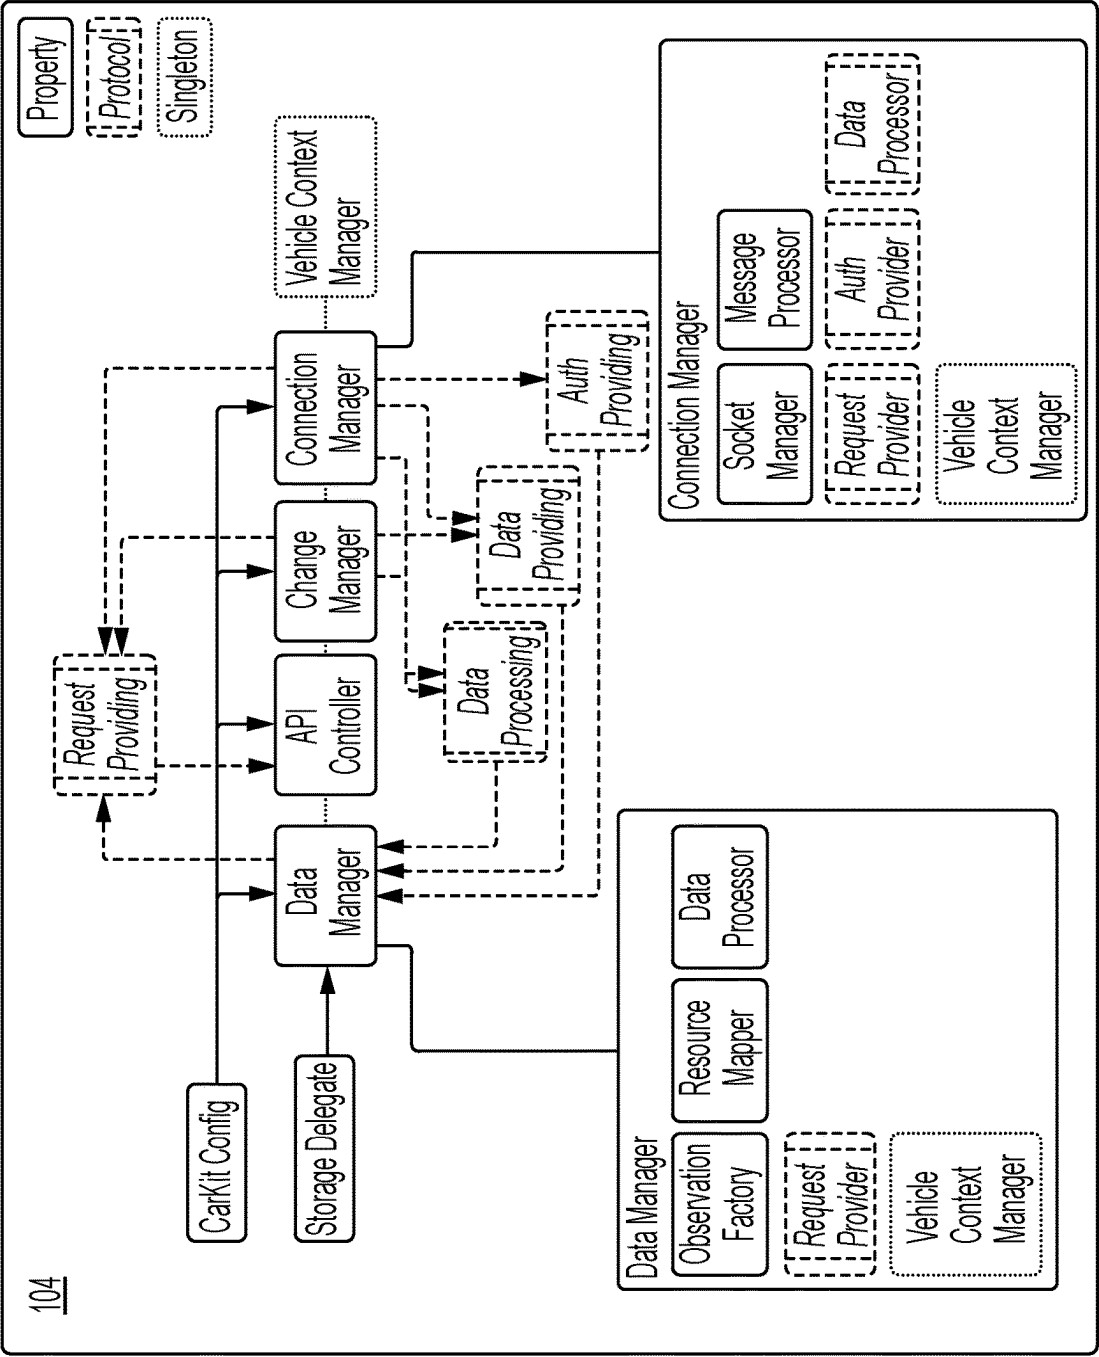 104
Property
Protocol
Singleton
Request
Providing
CarKit Config
Storage Delegate
Data
Manager
API
Controller
Change
Manager
Connection
Manager
Vehicle Context
Manager
Data
Processing
Data
Providing
Auth
Providing
Data Manager
Observation
Factory
Resource
Mapper
Data
Processor
Request
Provider
Vehicle
Context
Manager
Connection Manager
Socket
Manager
Message
Processor
Request
Provider
Auth
Provider
Data
Processor
Vehicle
Context
Manager